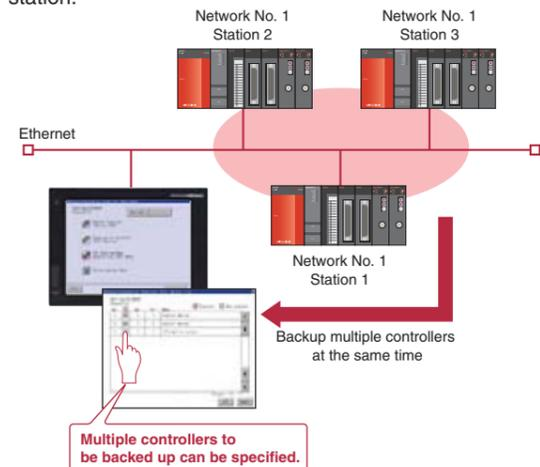 station.
Network No. 1
Station 2
Network No. 1
Station 3
Ethernet
Network No. 1
Station 1
Backup multiple controllers
at the same time
Multiple controllers to
be backed up can be specified.